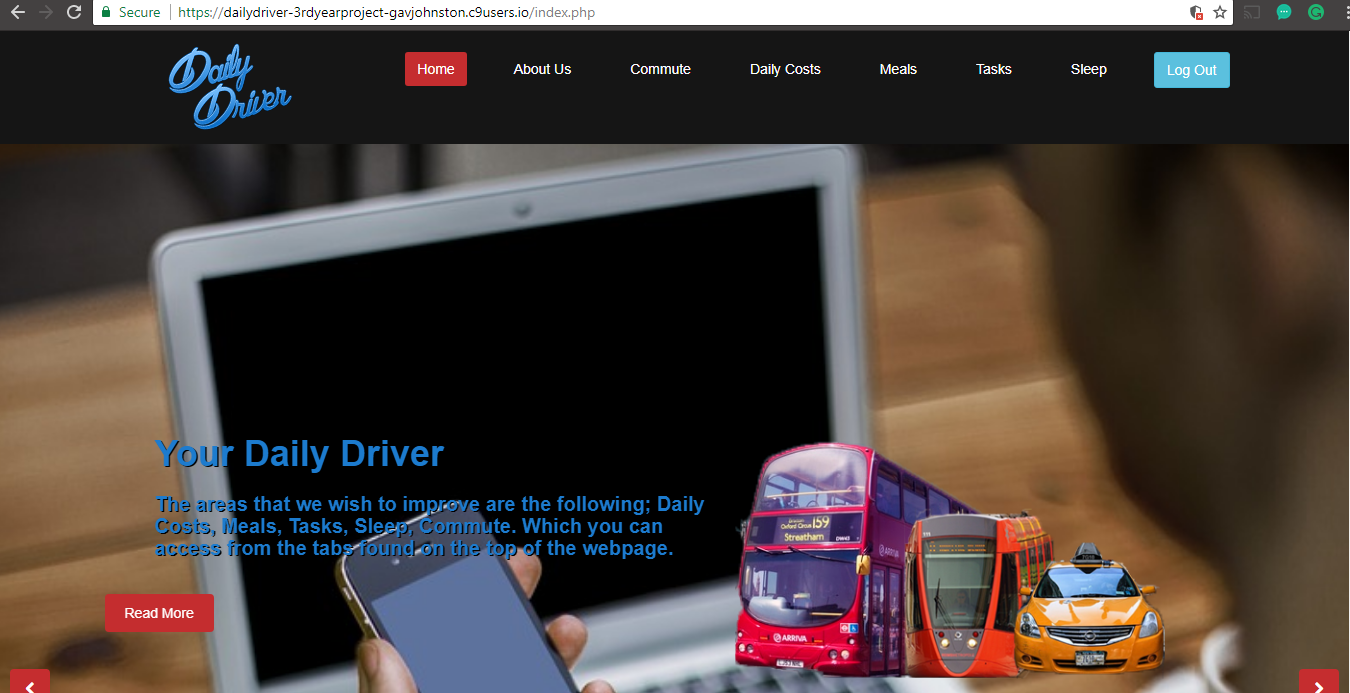 Secure
https://dailydriver-3rdyearproject-gavjohnston.c9users.io/index.php
Daily
Driver
Home
About Us
Commute
Daily Costs
Meals
Tasks
Sleep
Log Out
Your Daily Driver
The areas that we wish to improve are the following; Daily
Costs, Meals, Tasks, Sleep, Commute. Which you can
access from the tabs found on the top of the webpage.
Read More
Oxford Circus 159
Streatham
ARRIVA
ARRIVA